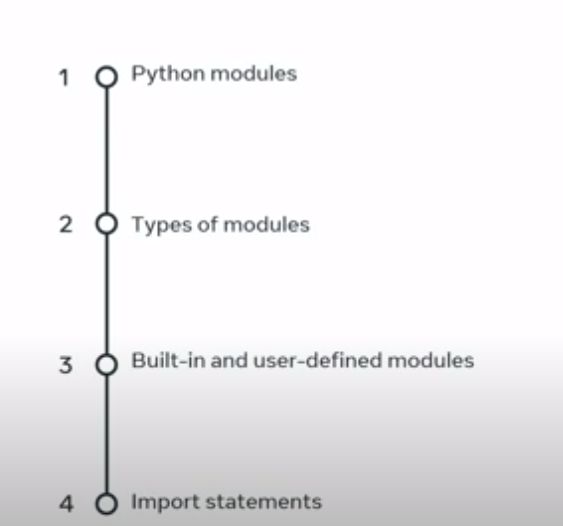 1 Python modules
2 Types of modules
3 Built-in and user-defined modules
4 Import statements